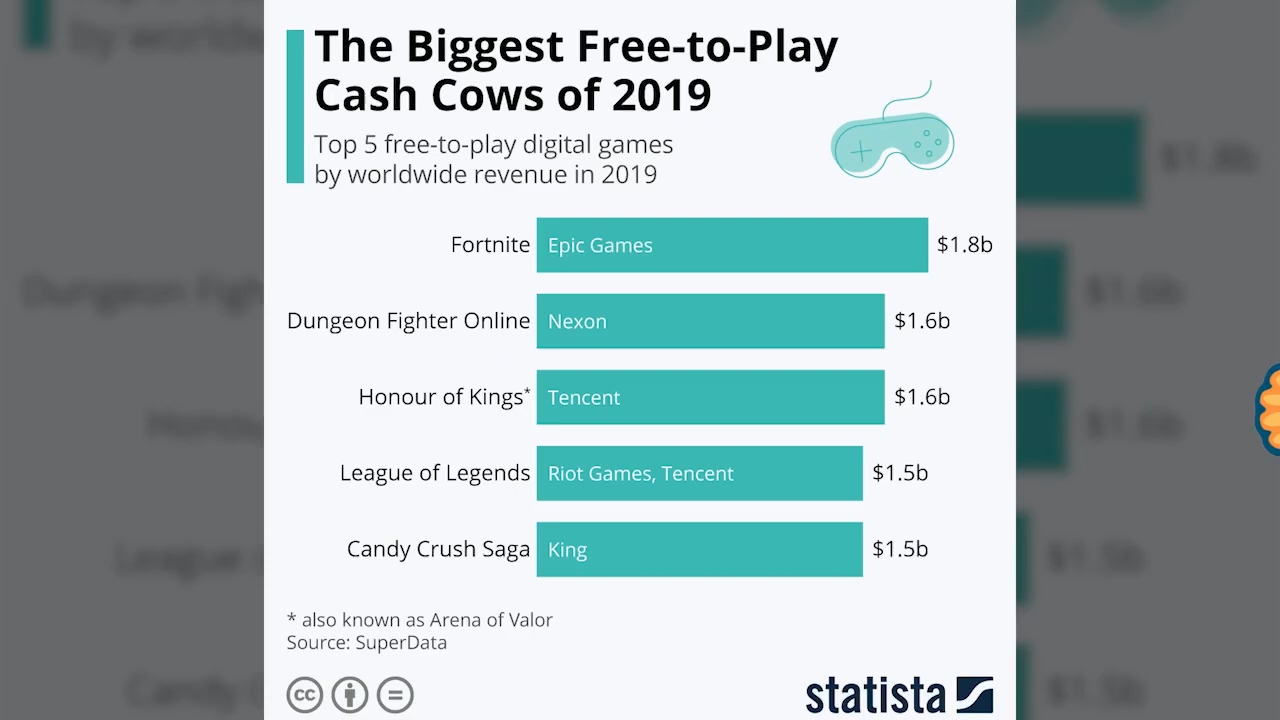 The Biggest Free-to-Play
Cash Cows of 2019
Top 5 free-to-play digital games
by worldwide revenue in 2019
Fortnite Epic Games $1.8b
Dungeon Fighter Online Nexon $1.6b
Honour of Kings* Tencent $1.6b
League of Legends Riot Games, Tencent $1.5b
Candy Crush Saga King $1.5b
* also known as Arena of Valor
Source: SuperData
cc
statista